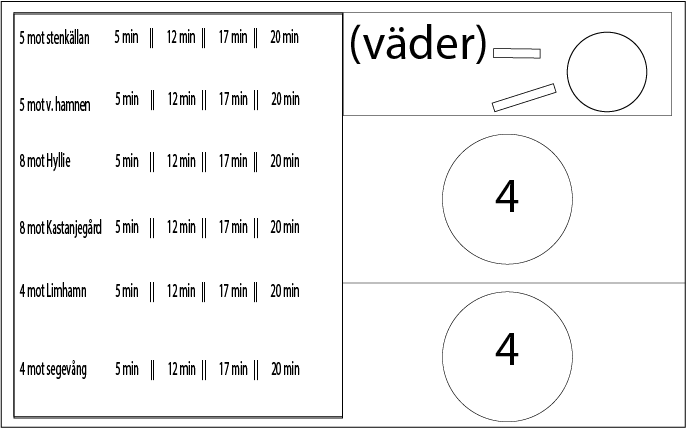 5 mot stenkällan 5 min 12 min 17 min 20 min
5 mot v. hamnen 5 min 12 min 17 min 20 min
8 mot Hyllie 5 min 12 min 17 min 20 min
8 mot Kastanjegård 5 min 12 min 17 min 20 min
4 mot Limhamn 5 min 12 min 17 min 20 min
4 mot segevång 5 min 12 min 17 min 20 min
(väder)
4
4